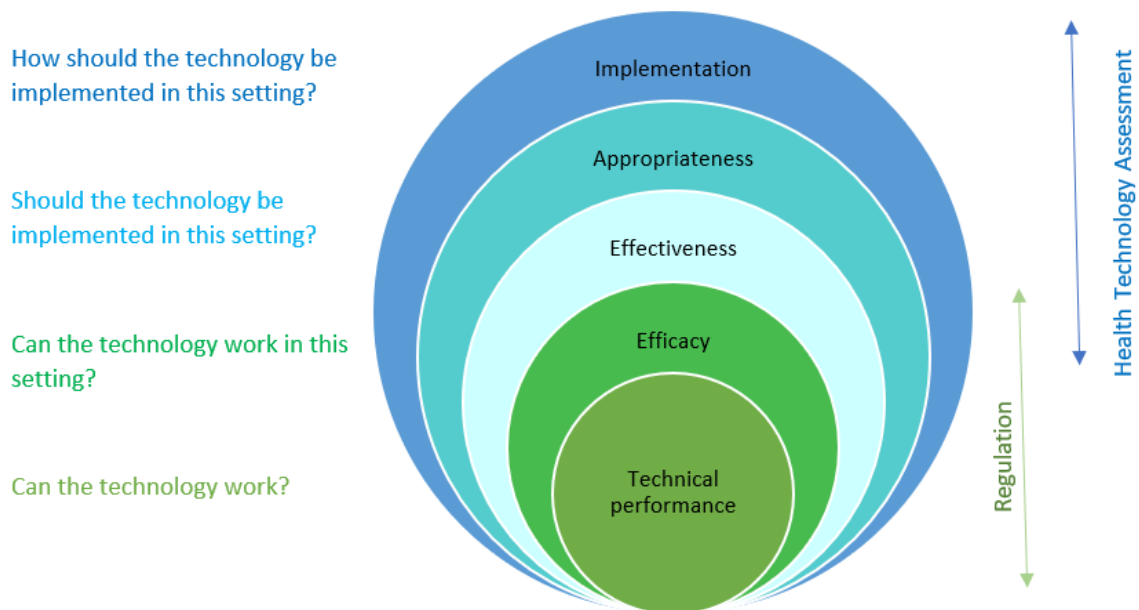 How should the technology be
implemented in this setting?
Implementation
Appropriateness
Should the technology be
implemented in this setting?
Effectiveness
Efficacy
Can the technology work in this
setting?
Technical
performance
Can the technology work?
Health Technology Assessment
Regulation